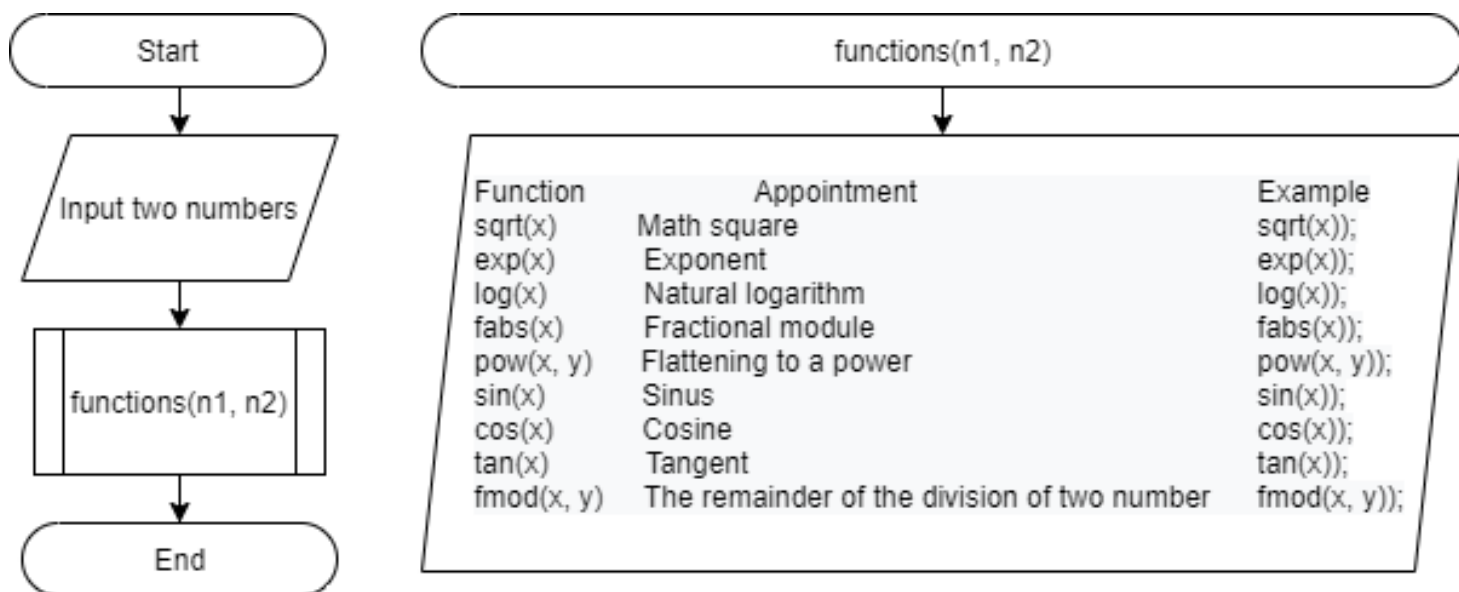 Start
Input two numbers
functions(n1, n2)
End
functions(n1, n2)
Function Appointment Example
sqrt(x) Math square sqrt(x));
exp(x) Exponent exp(x));
log(x) Natural logarithm log(x));
fabs(x) Fractional module fabs(x));
pow(x, y) Flattening to a power pow(x, y));
sin(x) Sinus sin(x));
cos(x) Cosine cos(x));
tan(x) Tangent tan(x));
fmod(x, y) The remainder of the division of two number fmod(x, y));